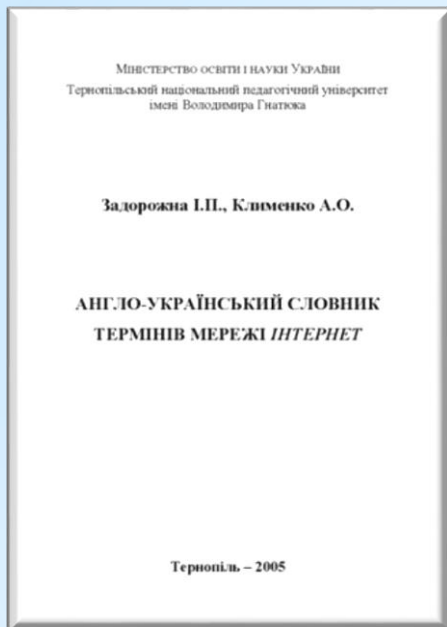 МІНІСТЕРСТВО ОСВІТИ І НАУКИ УКРАЇНИ
Тернопільський національний педагогічний університет
імені Володимира Гнатюка
Задорожна І.П., Клименко А.О.
АНГЛО-УКРАЇНСЬКИЙ СЛОВНИК
ТЕРМІНІВ МЕРЕЖІ ІНТЕРНЕТ
Тернопіль – 2005